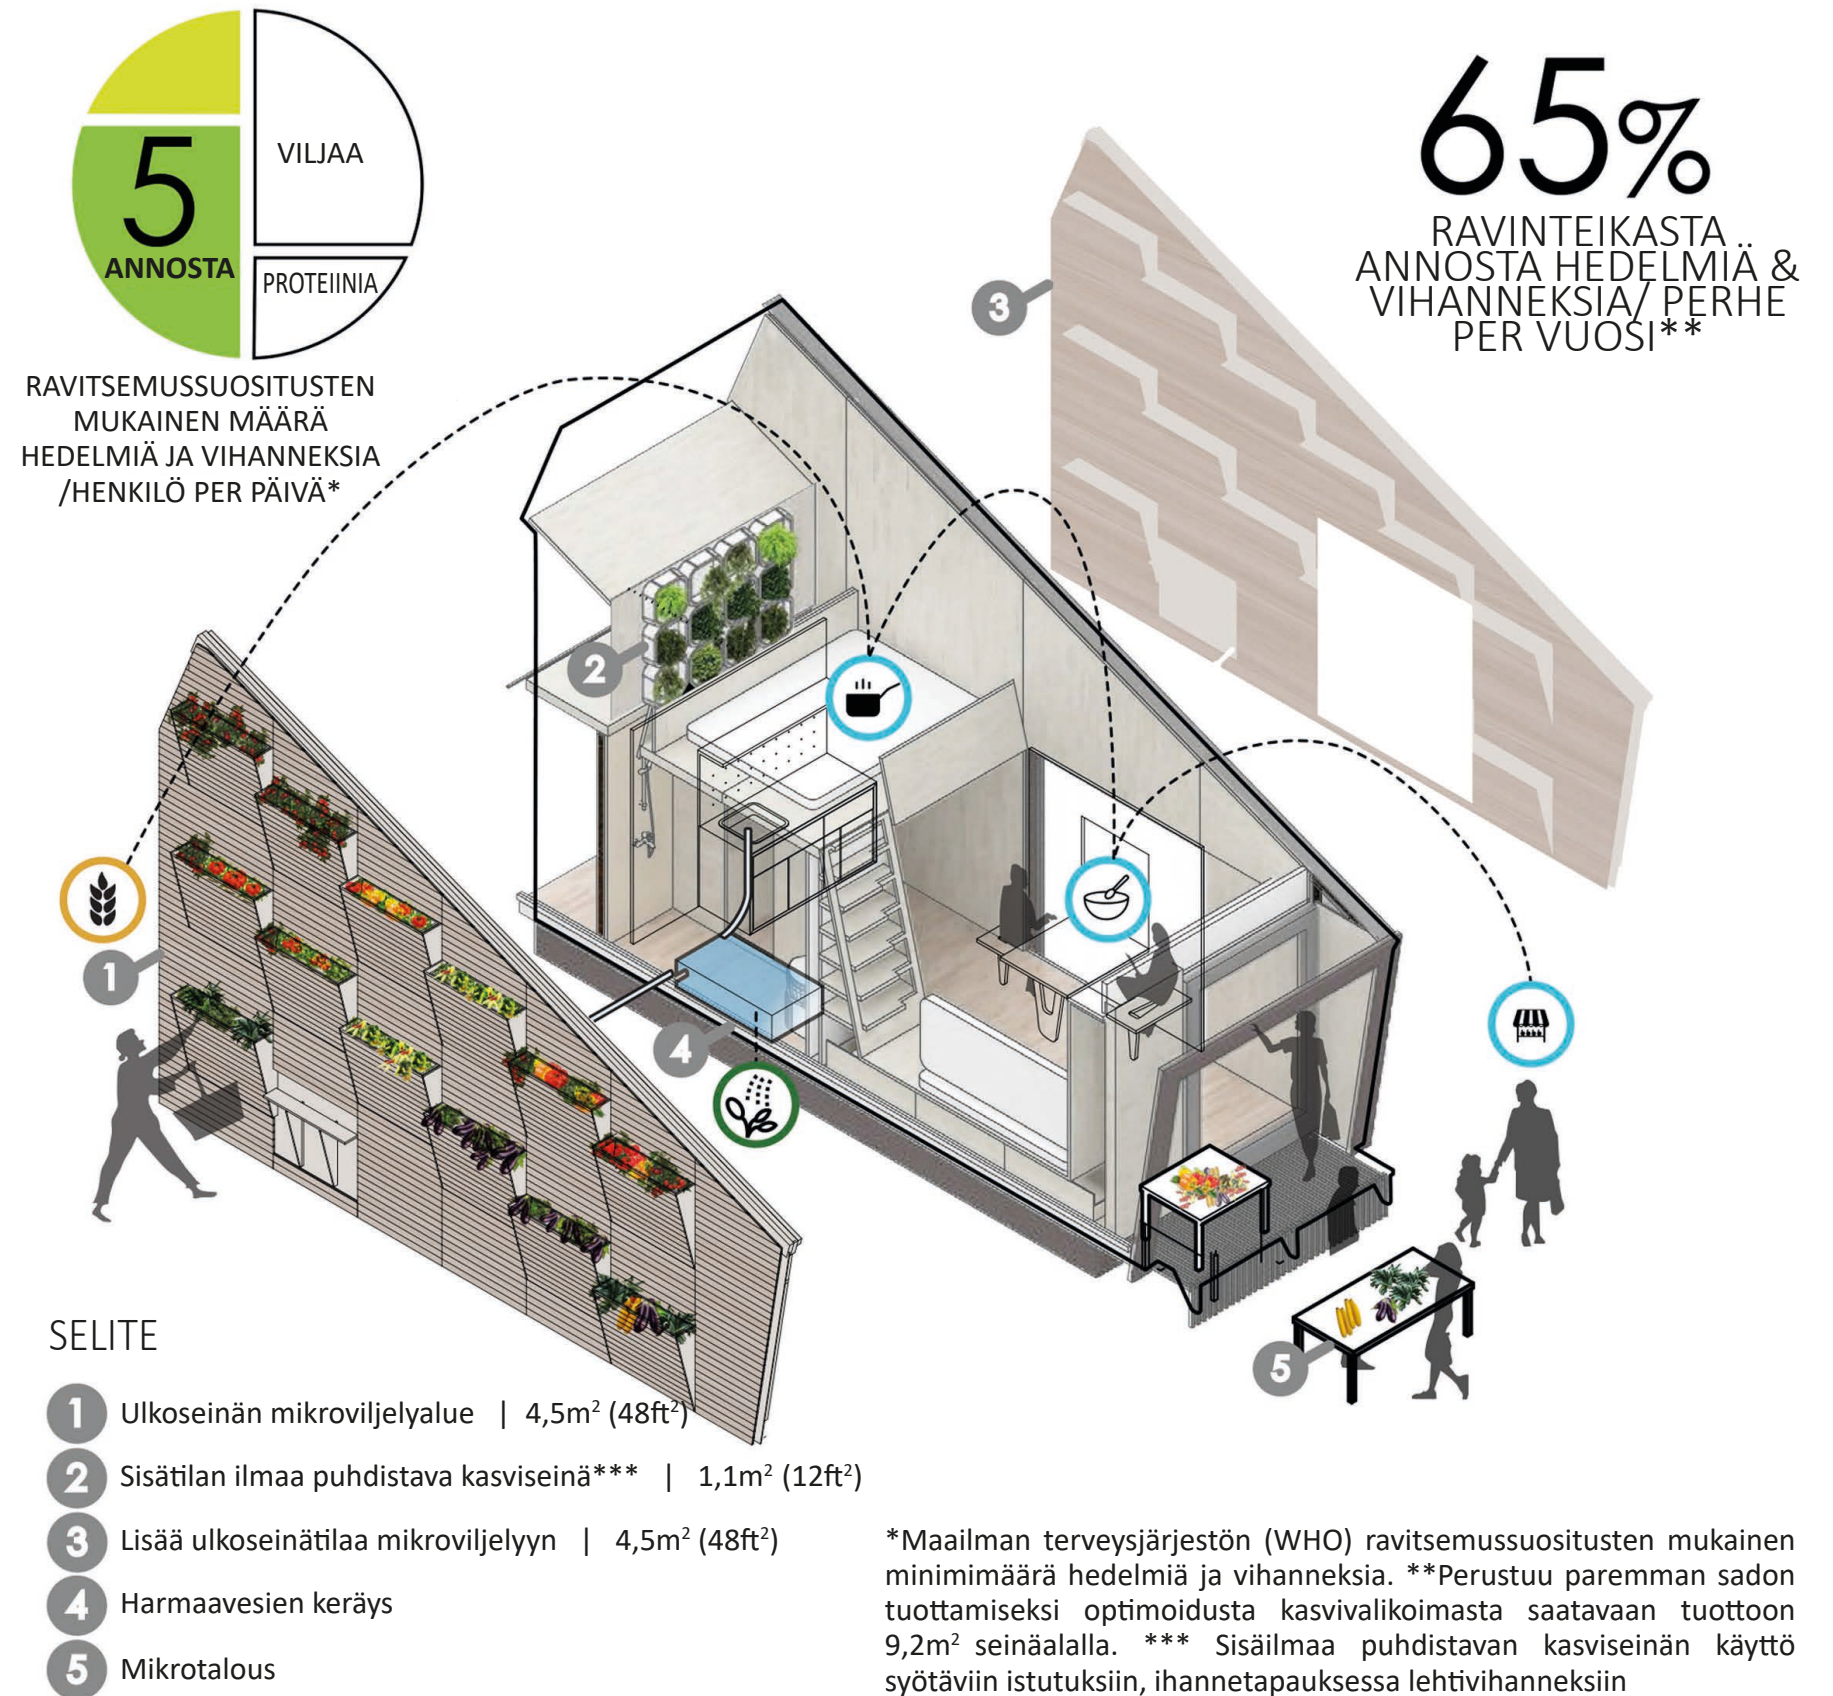 5
ANNOSTA
VILJAA
PROTEIINIA
RAVITSEMUSSUOSITUSTEN
MUKAINEN MÄÄRÄ
HEDELMIÄ JA VIHANNEKSIA
/HENKILÖ PER PÄIVÄ*
65%
RAVINTEIKASTA
ANNOSTA HEDELMIÄ &
VIHANNEKSIA/ PERHE
PER VUOSI**
3
2
1
4
5
SELITE
1 Ulkoseinän mikroviljelyalue | 4,5m² (48ft²)
2 Sisätilan ilmaa puhdistava kasviseinä*** | 1,1m² (12ft²)
3 Lisää ulkoseinätilaa mikroviljelyyn | 4,5m² (48ft²)
4 Harmaavesien keräys
5 Mikrotalous
*Maailman terveysjärjestön (WHO) ravitsemussuositusten mukainen
minimimäärä hedelmiä ja vihanneksia. **Perustuu paremman sadon
tuottamiseksi optimoidusta kasvivalikoimasta saatavaan tuottoon
9,2m² seinäalalla. *** Sisäilmaa puhdistavan kasviseinän käyttö
syötäviin istutuksiin, ihannetapauksessa lehtivihanneksiin